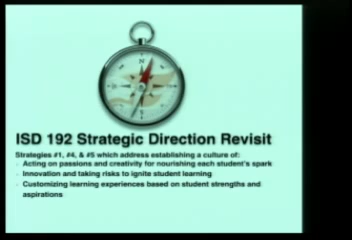 ISD 192 Strategic Direction Revisit
Strategies #1, #4, & #5 which address establishing a culture of:
Acting on passions and creativity for nourishing each student's spark
Innovation and taking risks to ignite student learning
Customizing learning experiences based on student strengths and
aspirations